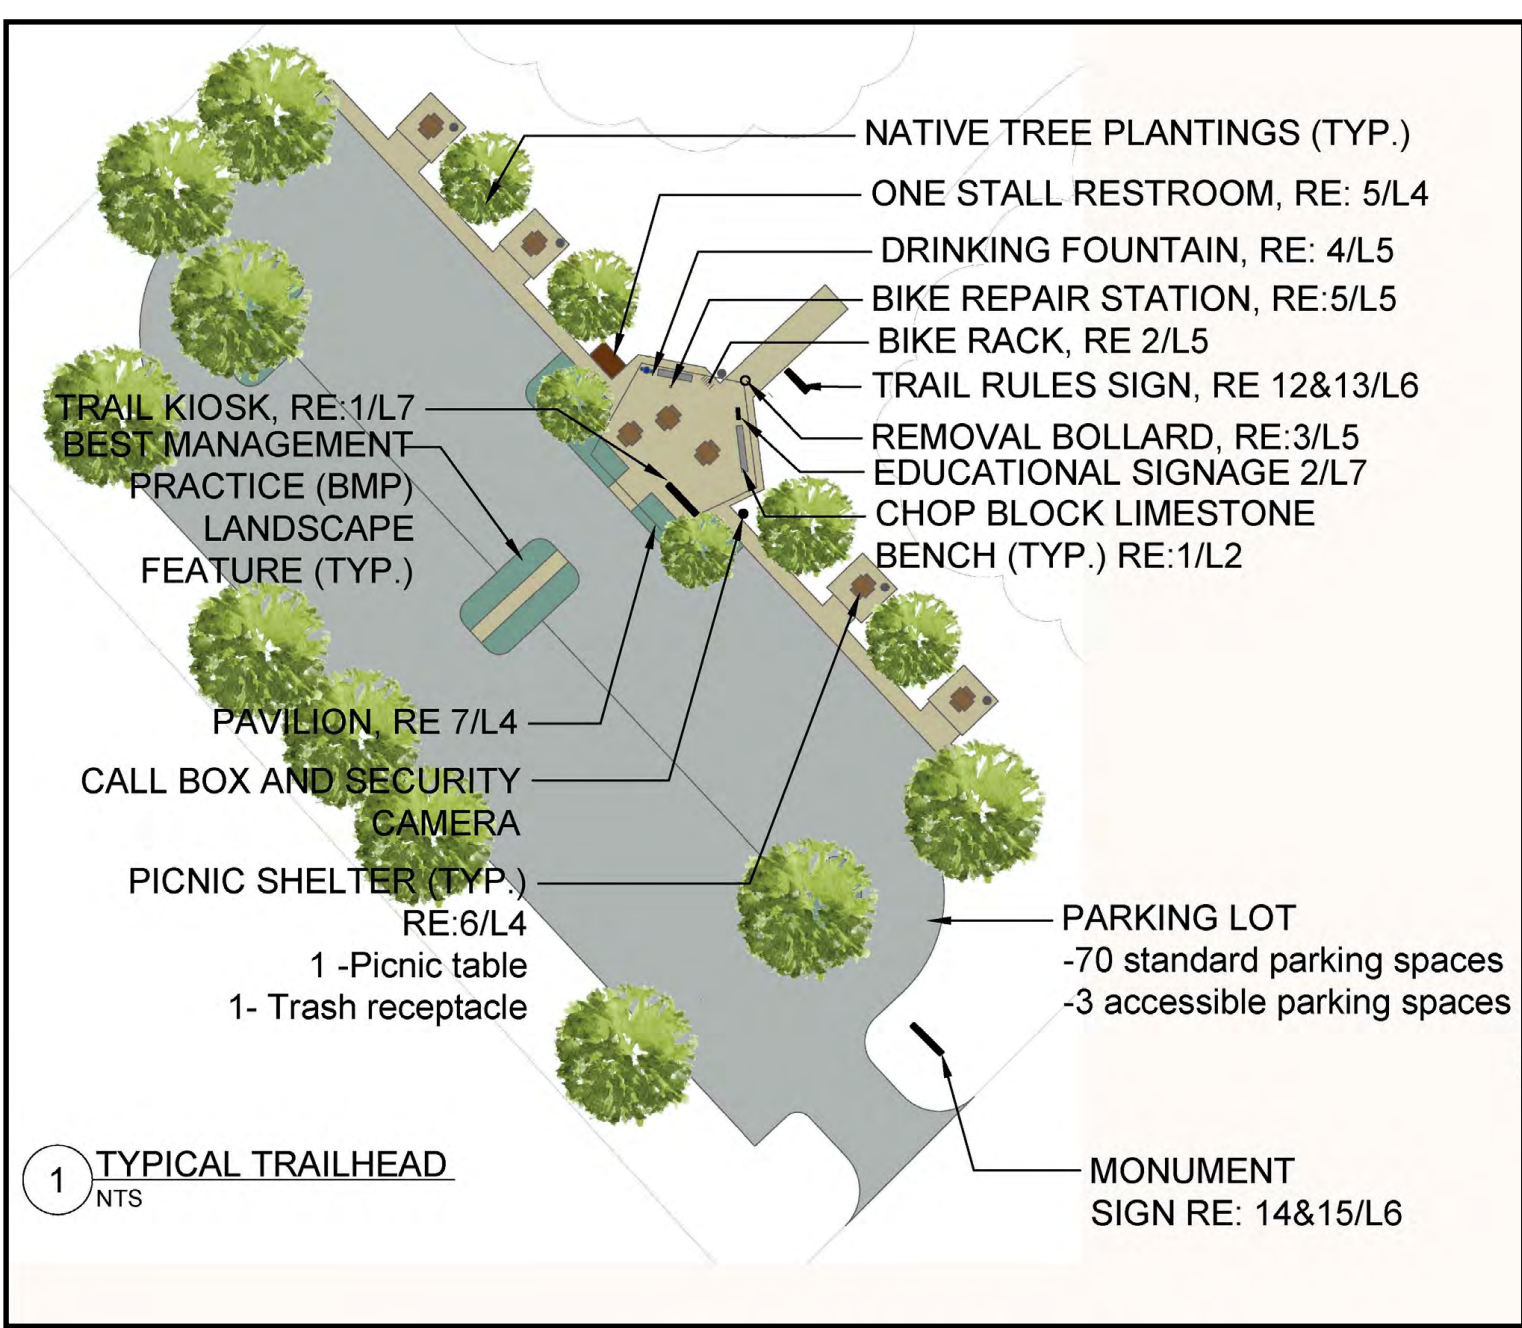 NATIVE TREE PLANTINGS (TYP.)
ONE STALL RESTROOM, RE: 5/L4
DRINKING FOUNTAIN, RE: 4/L5
BIKE REPAIR STATION, RE:5/L5
BIKE RACK, RE 2/L5
TRAIL RULES SIGN, RE 12&13/L6
REMOVAL BOLLARD, RE:3/L5
EDUCATIONAL SIGNAGE 2/L7
CHOP BLOCK LIMESTONE
BENCH (TYP.) RE:1/L2
TRAIL KIOSK, RE:1/L7
BEST MANAGEMENT
PRACTICE (BMP)
LANDSCAPE
FEATURE (TYP.)
PAVILION, RE 7/L4
CALL BOX AND SECURITY
CAMERA
PICNIC SHELTER (TYP.)
RE:6/L4
1 -Picnic table
1- Trash receptacle
PARKING LOT
-70 standard parking spaces
-3 accessible parking spaces
MONUMENT
SIGN RE: 14&15/L6
1 TYPICAL TRAILHEAD
NTS